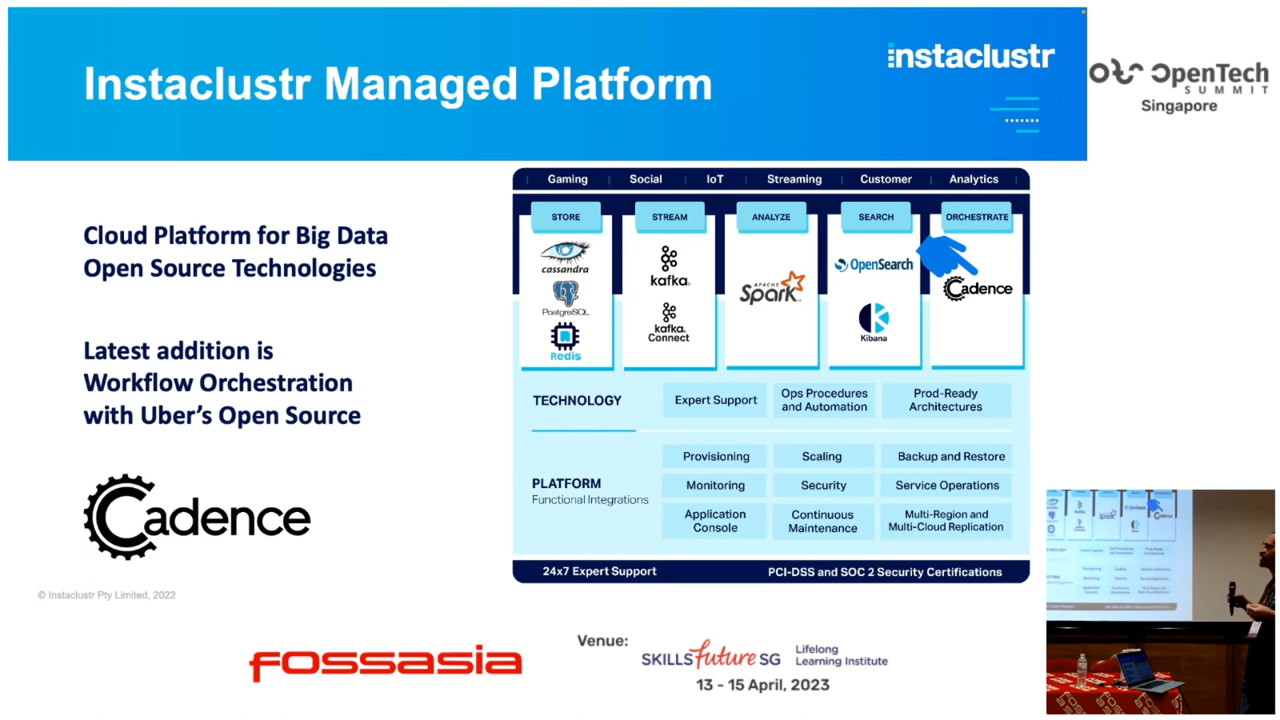 Instaclustr Managed Platform
instaclustr
OpenTech
SUMMIT
Singapore
Cloud Platform for Big Data
Open Source Technologies
Latest addition is
Workflow Orchestration
with Uber's Open Source
Cadence
© Instaclustr Pty Limited, 2022
Gaming | Social | IoT | Streaming | Customer | Analytics
STORE
cassandra
PostgreSQL
Redis
STREAM
kafka
kafka
Connect
ANALYZE
APACHE
Spark
SEARCH
OpenSearch
Kibana
ORCHESTRATE
Cadence
TECHNOLOGY
Expert Support
Ops Procedures
and Automation
Prod-Ready
Architectures
PLATFORM
Functional Integrations
Provisioning
Scaling
Backup and Restore
Monitoring
Security
Service Operations
Application
Console
Continuous
Maintenance
Multi-Region and
Multi-Cloud Replication
24x7 Expert Support
PCI-DSS and SOC 2 Security Certifications
FOSSASIA
Venue:
SKILLS future SG
Lifelong
Learning Institute
13 - 15 April, 2023